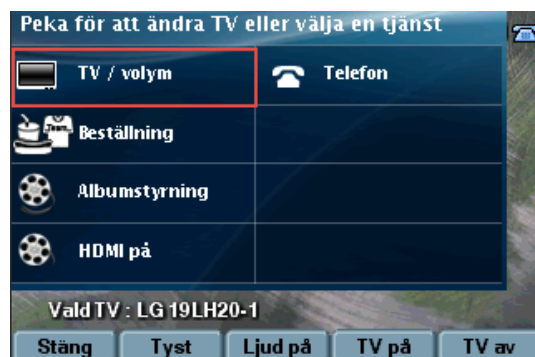 Peka för att ändra TV eller välja en tjänst
TV / volym
Telefon
Beställning
Albumstyrning
HDMI på
Vald TV : LG 19LH20-1
Stäng
Tyst
Ljud på
TV på
TV av